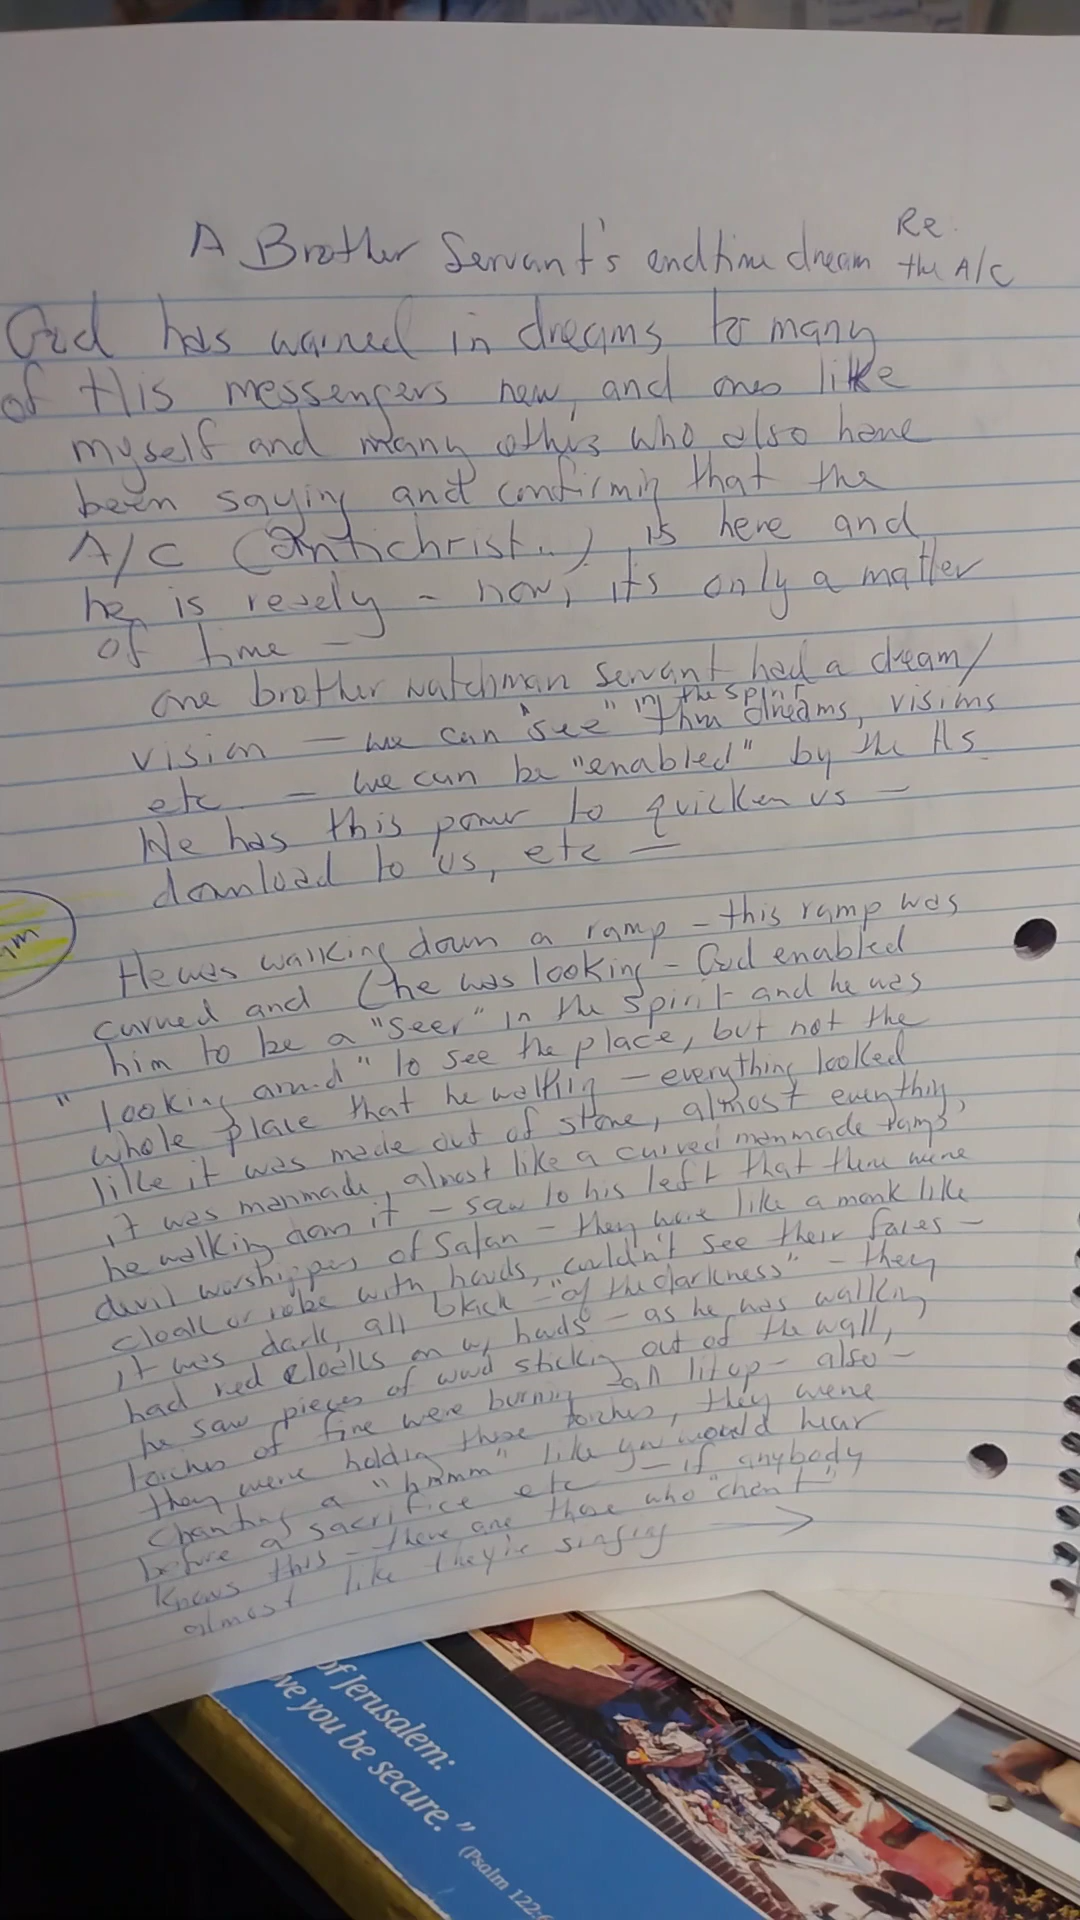 A Brother Servant's endtime dream Re. the A/C
God has warned in dreams to many
of His messengers new, and ones like
myself and many others who also have
been saying and confirmin that the
A/C (Antichrist..) is here and
he is ready - now, it's only a matter
of time -
one brother watchman servant had a dream/
vision - we can "see" in the spirit thru dreams, visions
etc. - we can be "enabled" by the HS
He has this power to quicken us -
download to us, etc -
He was walking down a ramp - this ramp was
curved and (he was looking - God enabled
him to be a "seer" in the spirit and he was
"looking around" to see the place, but not the
whole place that he walkin - everything looked
like it was made out of stone, almost everythin,
it was manmade, almost like a curved manmade ramp
he walking down it - saw to his left that there were
devil worshippers of Satan - they were like a monk like
cloak or robe with hoods, couldn't see their faces -
it was dark, all black - "of the darkness" - they
had red cloaks on w/ hoods - as he was walkin
he saw pieces of wood stickin out of the wall,
torches of fire were burnin all lit up - also -
they were holdin these torches, they were
chanting a "hmmm" like you would hear
before a sacrifice etc - if anybody
knows this - there are those who "chant"
almost like they're singing →
of Jerusalem:
ove you be secure."
(Psalm 122:6